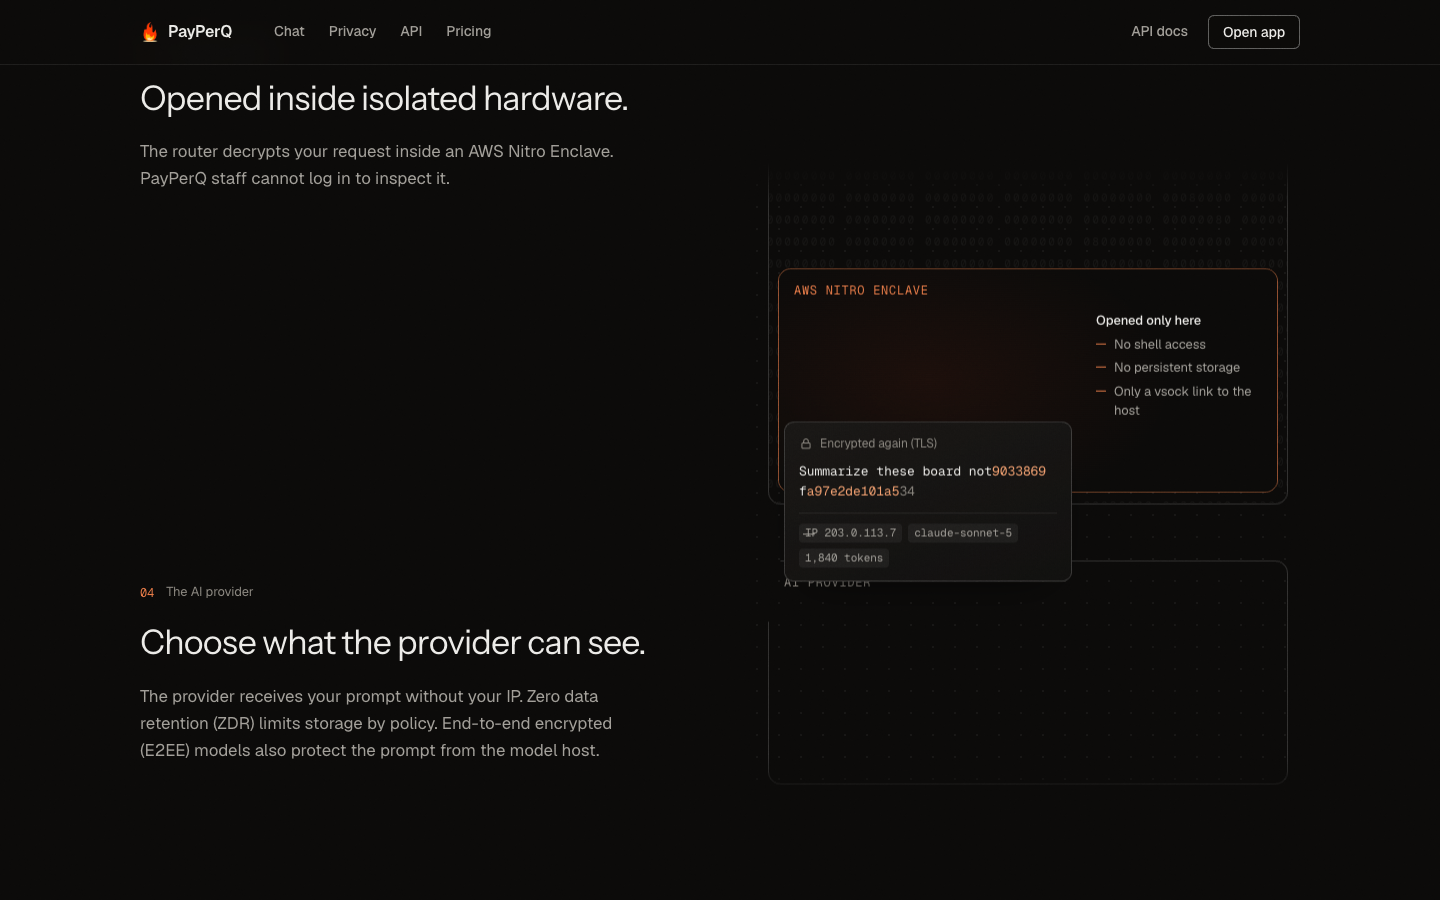 PayPerQ
Chat
Privacy
API
Pricing
API docs
Open app
Opened inside isolated hardware.
The router decrypts your request inside an AWS Nitro Enclave.
PayPerQ staff cannot log in to inspect it.
AWS NITRO ENCLAVE
Opened only here
No shell access
No persistent storage
Only a vsock link to the
host
Encrypted again (TLS)
Summarize these board not9033869
fa97e2de101a534
IP 203.0.113.7
claude-sonnet-5
1,840 tokens
AI PROVIDER
04 The AI provider
Choose what the provider can see.
The provider receives your prompt without your IP. Zero data
retention (ZDR) limits storage by policy. End-to-end encrypted
(E2EE) models also protect the prompt from the model host.